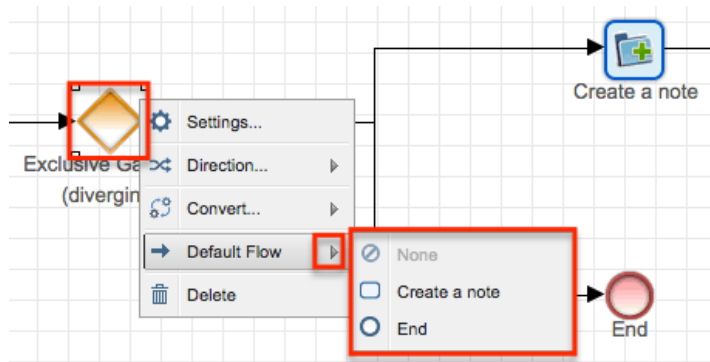 Create a note
Settings...
Exclusive Ga
Direction...
(divergin
Convert...
Default Flow
None
Create a note
Delete
End
End